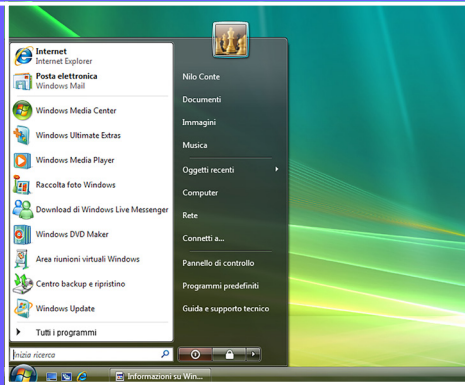 Internet
Internet Explorer
Posta elettronica
Windows Mail
Windows Media Center
Windows Ultimate Extras
Windows Media Player
Raccolta foto Windows
Download di Windows Live Messenger
Windows DVD Maker
Area riunioni virtuali Windows
Centro backup e ripristino
Windows Update
Tutti i programmi
Inizia ricerca
Nilo Conte
Documenti
Immagini
Musica
Oggetti recenti
Computer
Rete
Connetti a...
Pannello di controllo
Programmi predefiniti
Guida e supporto tecnico
Informazioni su Win...